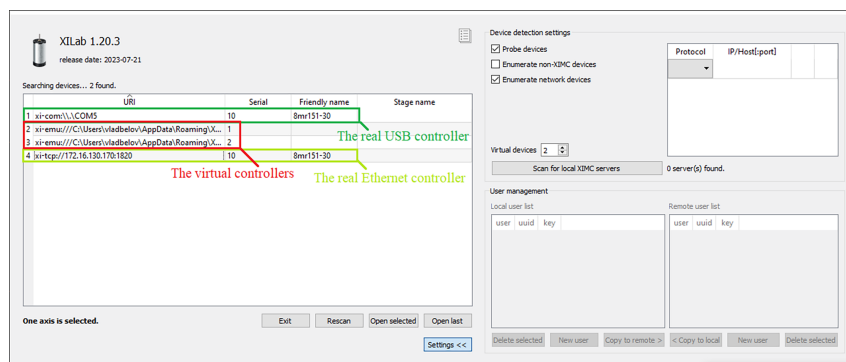 XILab 1.20.3
release date: 2023-07-21
Searching devices... 2 found.
URI Serial Friendly name Stage name
1 xi-com:\\.\COM5 10 8mr151-30
2 xi-emu:///C:\Users\vladbelov\AppData\Roaming\X... 1
3 xi-emu:///C:\Users\vladbelov\AppData\Roaming\X... 2
4 xi-tcp://172.16.130.170:1820 10 8mr151-30
The real USB controller
The virtual controllers
The real Ethernet controller
One axis is selected.
Exit Rescan Open selected Open last
Settings <<
Device detection settings
Probe devices
Enumerate non-XIMC devices
Enumerate network devices
Protocol IP/Host[:port]
Virtual devices 2
Scan for local XIMC servers 0 server(s) found.
User management
Local user list Remote user list
user uuid key user uuid key
Delete selected New user Copy to remote > < Copy to local New user Delete selected